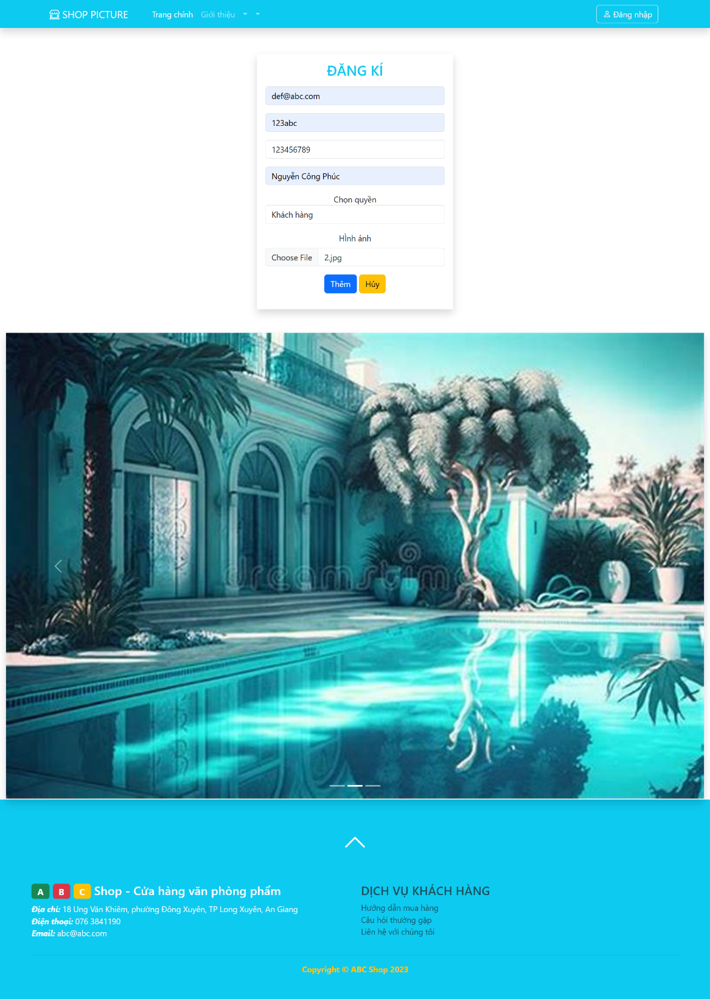 SHOP PICTURE Trang chính Giới thiệu Đăng nhập
ĐĂNG KÍ
def@abc.com
123abc
123456789
Nguyễn Công Phúc
Chọn quyền
Khách hàng
HÌnh ảnh
Choose File 2.jpg
Thêm Hủy
dreamstime
A B C Shop - Cửa hàng văn phòng phẩm
Địa chỉ: 18 Ung Văn Khiêm, phường Đông Xuyên, TP Long Xuyên, An Giang
Điện thoại: 076 3841190
Email: abc@abc.com
DỊCH VỤ KHÁCH HÀNG
Hướng dẫn mua hàng
Câu hỏi thường gặp
Liên hệ với chúng tôi
Copyright © ABC Shop 2023